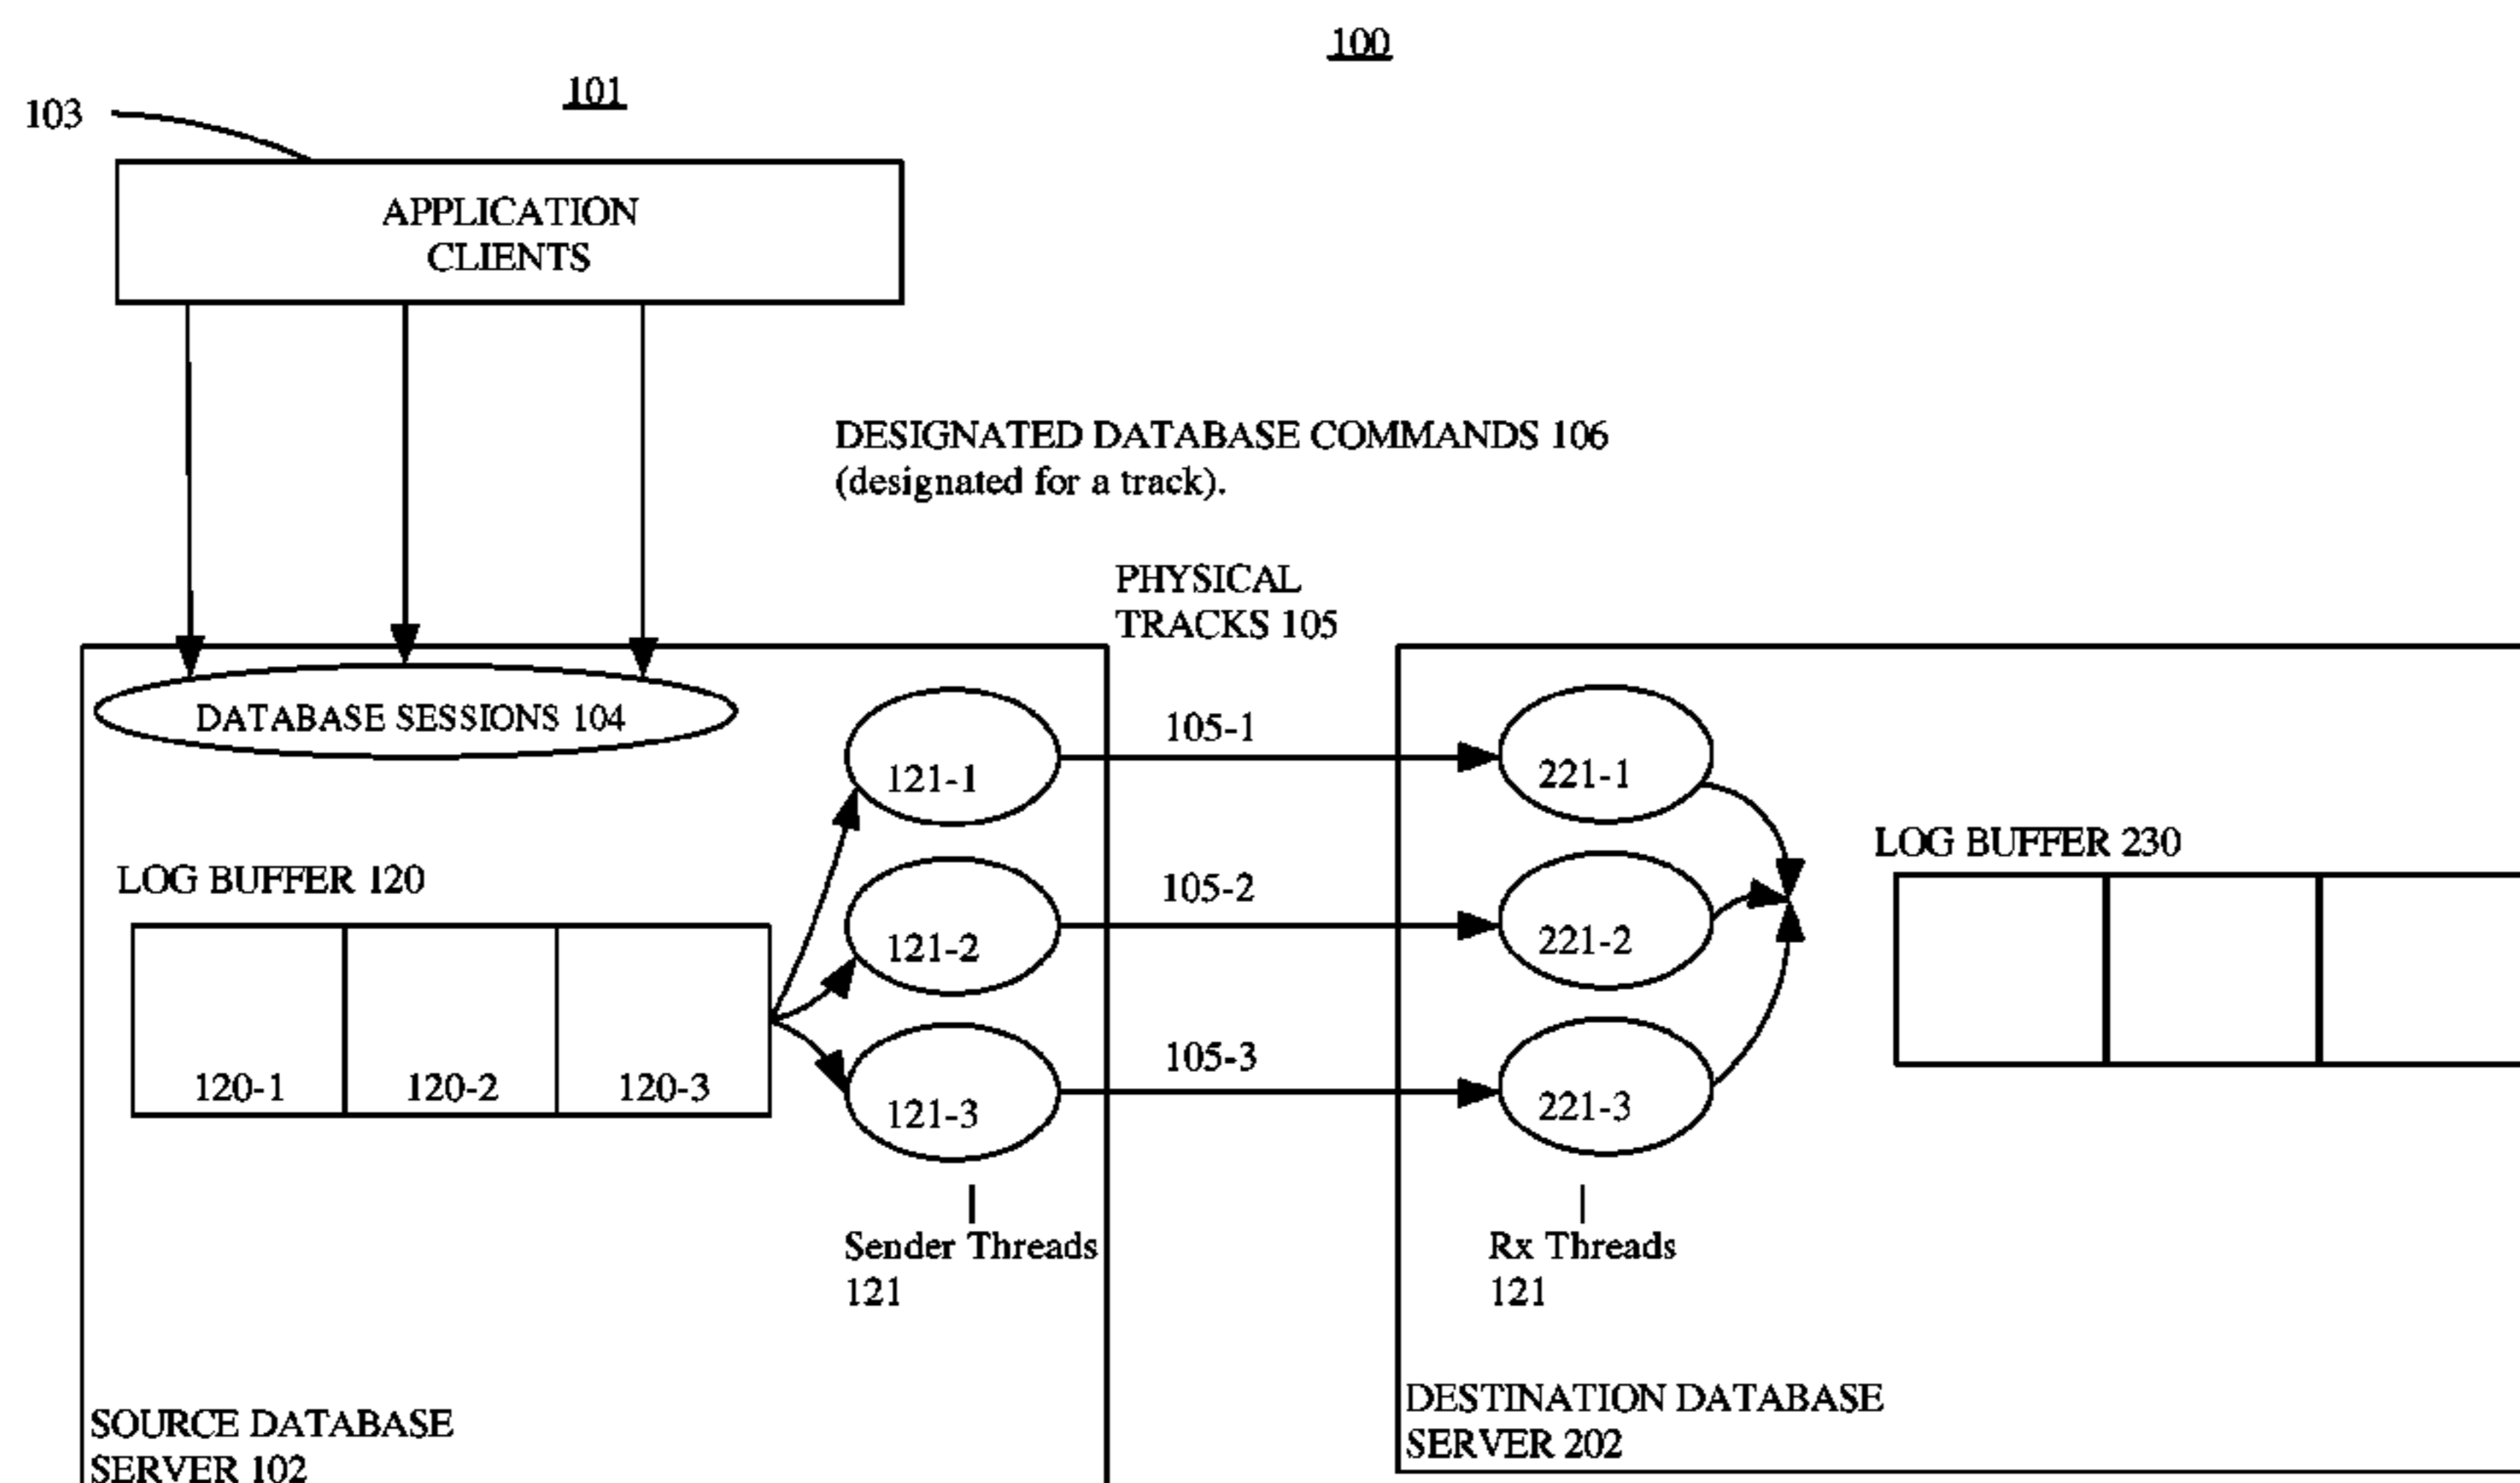 100
101
103
APPLICATION
CLIENTS
DESIGNATED DATABASE COMMANDS 106
(designated for a track).
PHYSICAL
TRACKS 105
DATABASE SESSIONS 104
121-1
105-1
221-1
LOG BUFFER 120
121-2
105-2
221-2
LOG BUFFER 230
120-1
120-2
120-3
121-3
105-3
221-3
Sender Threads
121
Rx Threads
121
SOURCE DATABASE
SERVER 102
DESTINATION DATABASE
SERVER 202